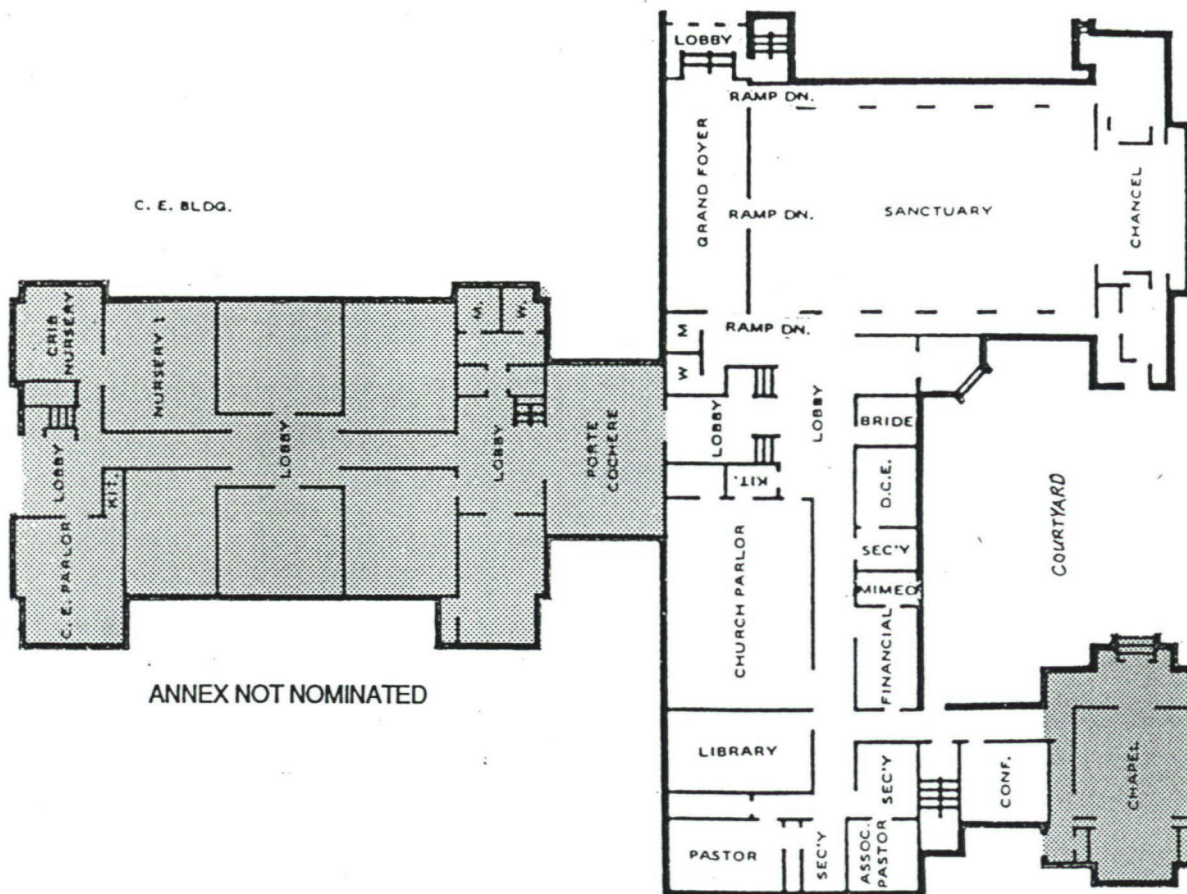 LOBBY
RAMP DN.
GRAND FOYER
RAMP DN.
SANCTUARY
CHANCEL
C. E. BLDG.
CRIB
NURSERY
NURSERY 1
M.
W.
M
W
RAMP DN.
LOBBY
KIT.
LOBBY
LOBBY
PORTE
COCHERE
LOBBY
LOBBY
BRIDE
KIT.
D.C.E.
SEC'Y
MIMEO
COURTYARD
C. E. PARLOR
CHURCH PARLOR
FINANCIAL
ANNEX NOT NOMINATED
LIBRARY
SEC'Y
CONF.
CHAPEL
PASTOR
SEC'Y
ASSOC.
PASTOR